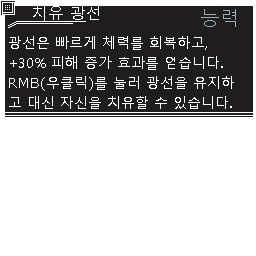 치유 광선
능력
광선은 빠르게 체력를 회복하고,
+30% 피해 증가 효과를 얻습니다.
RMB(우클릭)를 눌러 광선을 유지하
고 대신 자신을 치유할 수 있습니다.